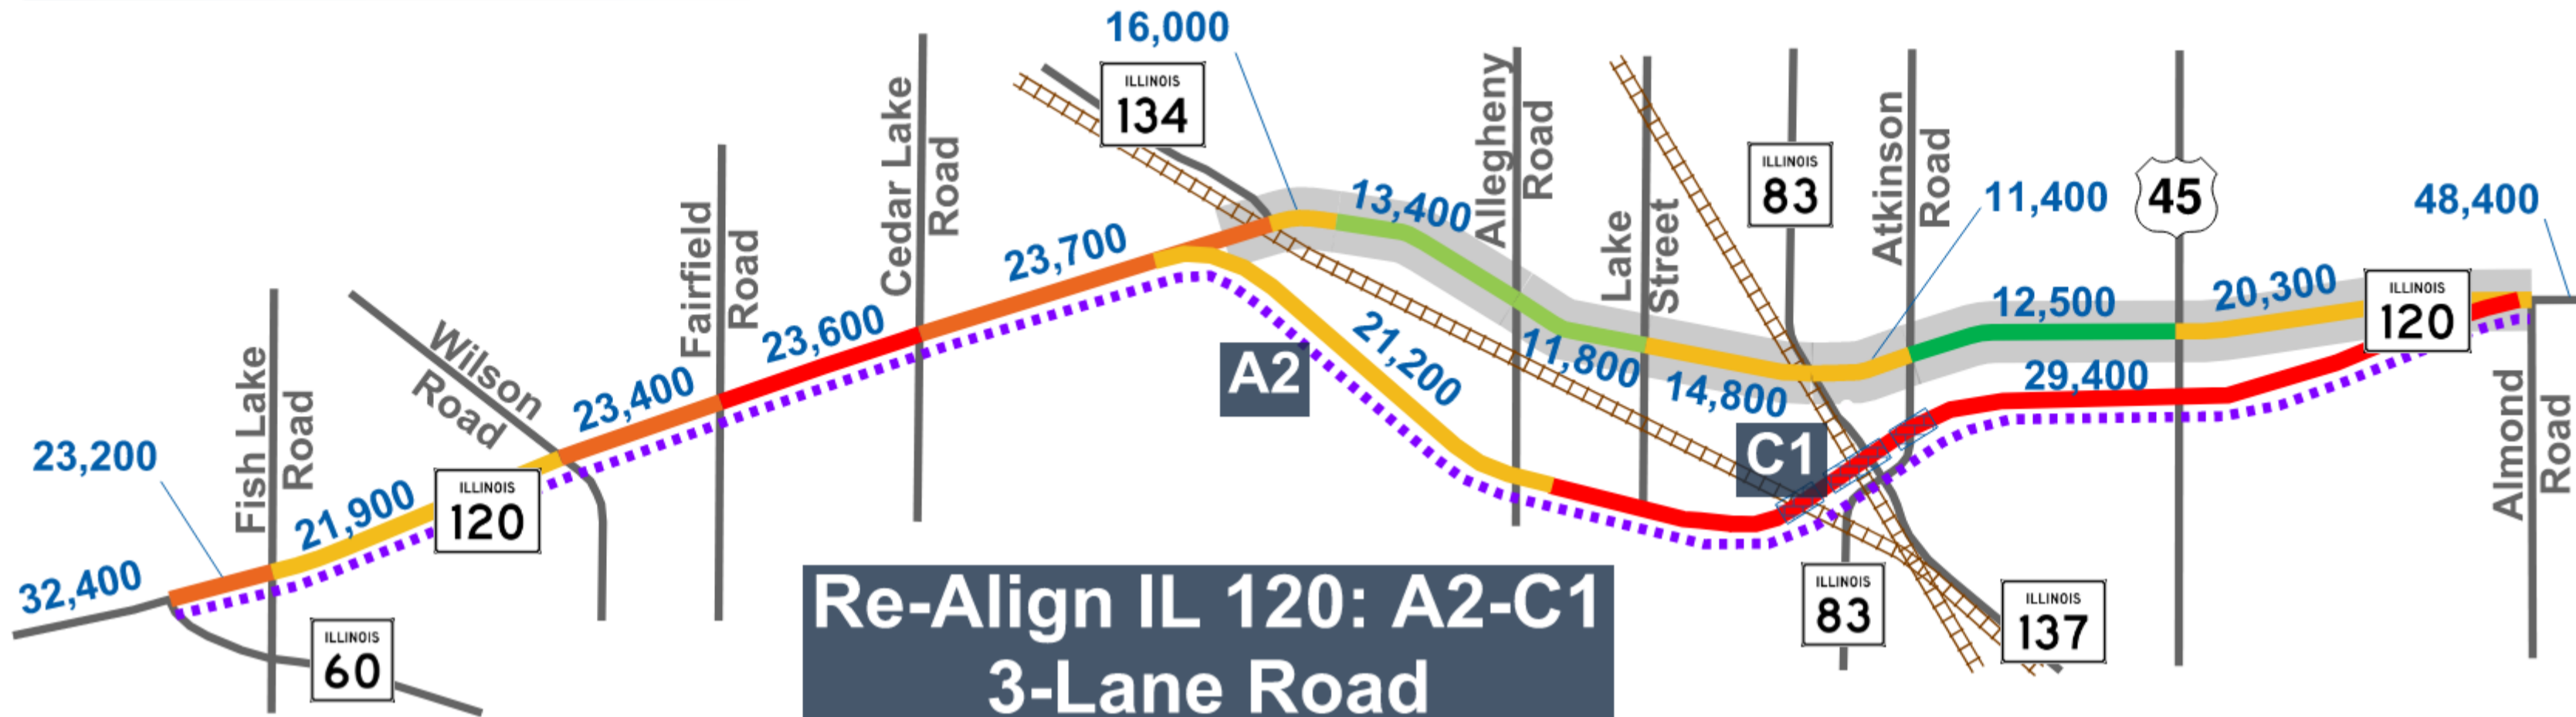 16,000
ILLINOIS
134
13,400
Allegheny
Road
Lake
Street
ILLINOIS
83
Atkinson
Road
11,400
45
48,400
Cedar Lake
Road
23,700
Fairfield
Road
23,600
12,500
20,300
ILLINOIS
120
Wilson
Road
23,400
A2
21,200
11,800
14,800
29,400
C1
Almond
Road
Fish Lake
Road
23,200
21,900
ILLINOIS
120
32,400
ILLINOIS
60
ILLINOIS
83
ILLINOIS
137
Re-Align IL 120: A2-C1
3-Lane Road